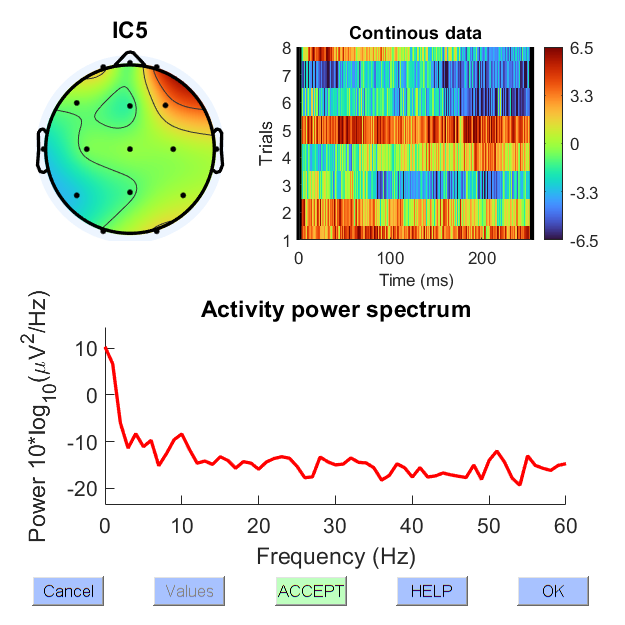 IC5
Continous data
Trials
8
7
6
5
4
3
2
1
0
100
200
Time (ms)
6.5
3.3
0
-3.3
-6.5
Activity power spectrum
Power 10*log10(μV²/Hz)
10
0
-10
-20
0
10
20
30
40
50
60
Frequency (Hz)
Cancel
Values
ACCEPT
HELP
OK